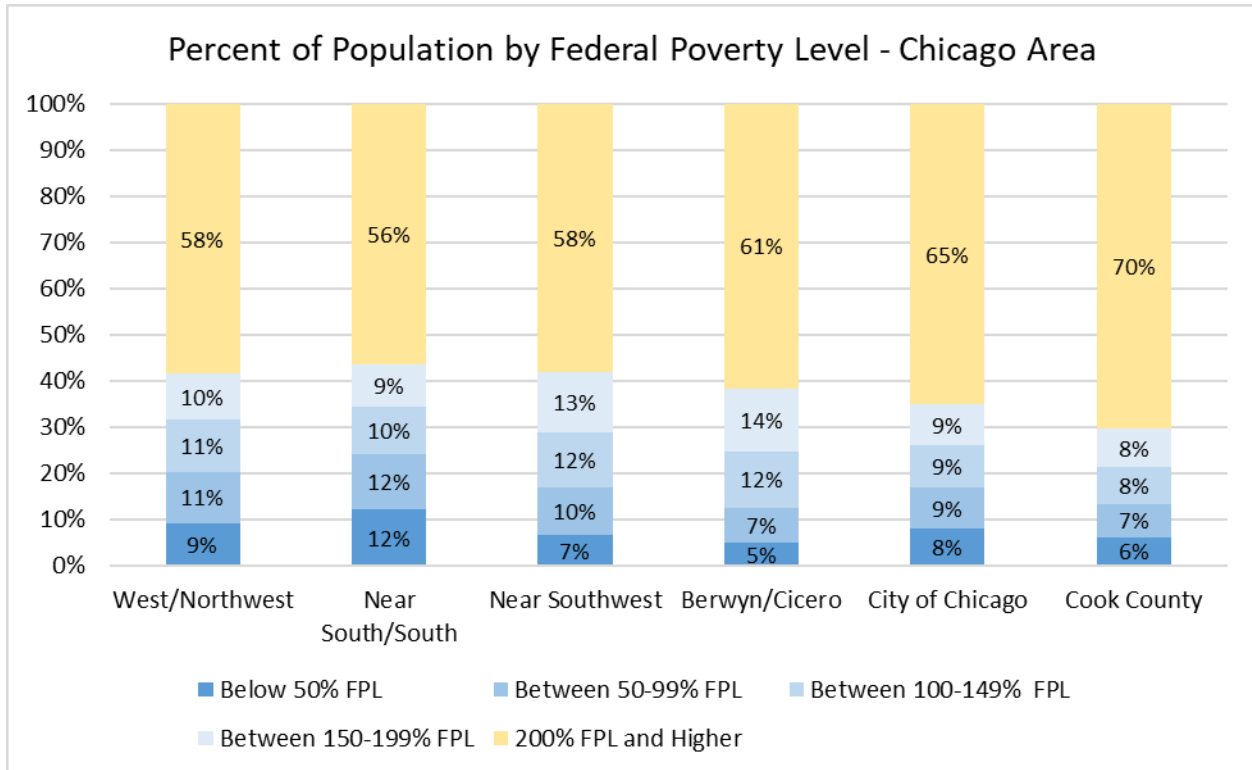 Percent of Population by Federal Poverty Level - Chicago Area
100%
90%
80%
70%
60%
50%
40%
30%
20%
10%
0%
58% 56% 58% 61% 65% 70%
10% 9% 13% 14% 9% 8%
11% 10% 12% 12% 9% 8%
11% 12% 10% 7% 9% 7%
9% 12% 7% 5% 8% 6%
West/Northwest Near Near Southwest Berwyn/Cicero City of Chicago Cook County
South/South
Below 50% FPL Between 50-99% FPL Between 100-149% FPL
Between 150-199% FPL 200% FPL and Higher